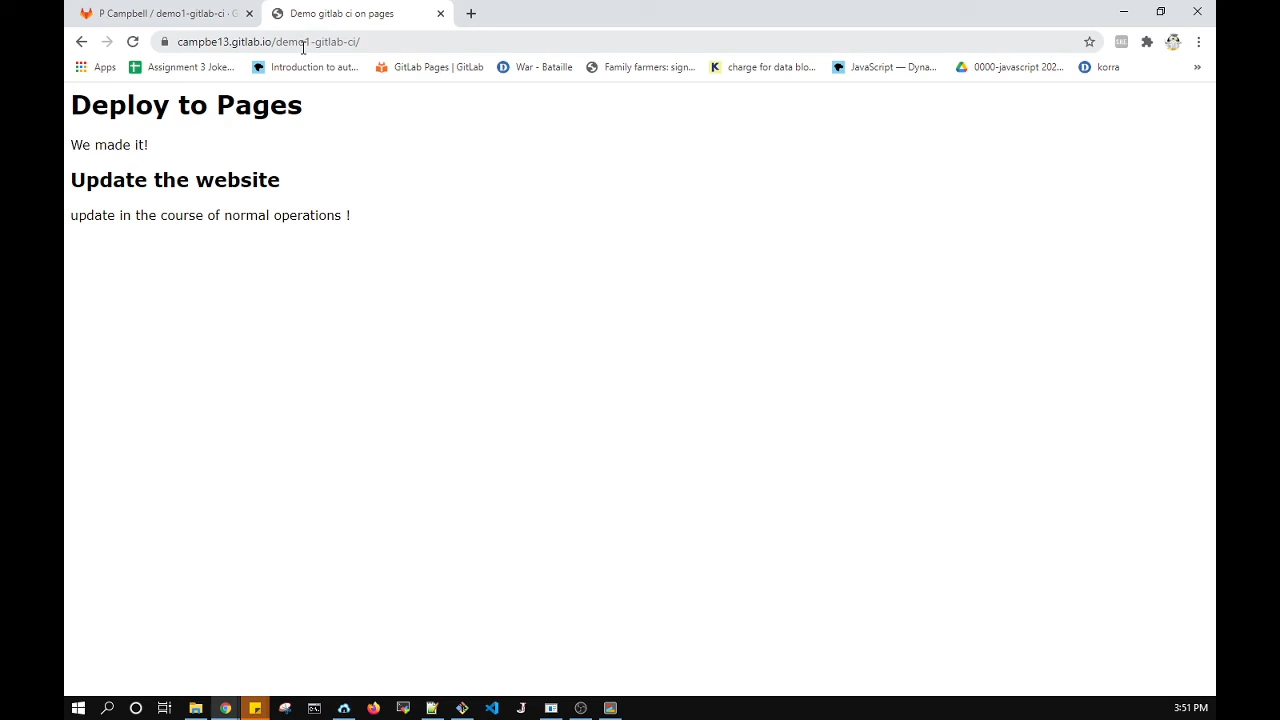 P Campbell / demo1-gitlab-ci · G
Demo gitlab ci on pages
campbe13.gitlab.io/demo1-gitlab-ci/
Apps
Assignment 3 Joke...
Introduction to aut...
GitLab Pages | GitLab
War - Bataille
Family farmers: sign...
charge for data blo...
JavaScript — Dyna...
0000-javascript 202...
korra
»
Deploy to Pages
We made it!
Update the website
update in the course of normal operations !
3:51 PM